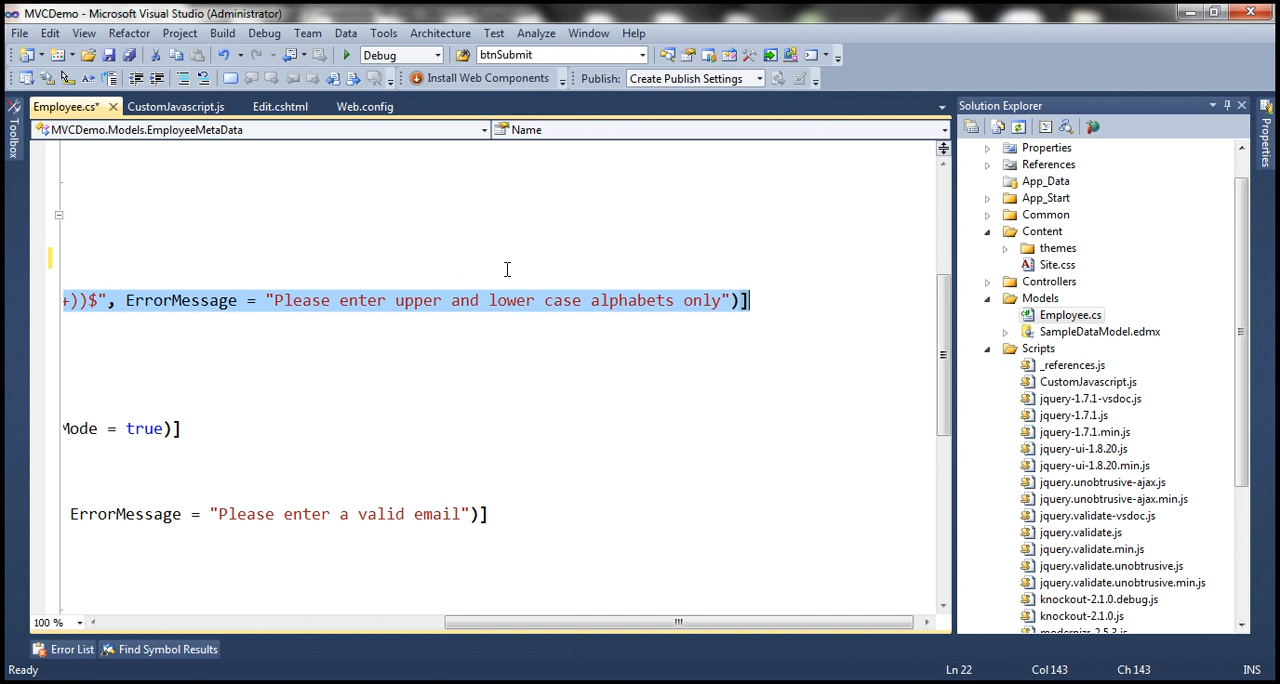 MVCDemo - Microsoft Visual Studio (Administrator)
File Edit View Refactor Project Build Debug Team Data Tools Architecture Test Analyze Window Help
Debug btnSubmit
Install Web Components Publish: Create Publish Settings
Employee.cs* CustomJavascript.js Edit.cshtml Web.config
MVCDemo.Models.EmployeeMetaData Name
Toolbox
+))$", ErrorMessage = "Please enter upper and lower case alphabets only")]
Mode = true)]
ErrorMessage = "Please enter a valid email")]
100 %
Solution Explorer
Properties
References
App_Data
App_Start
Common
Content
themes
Site.css
Controllers
Models
Employee.cs
SampleDataModel.edmx
Scripts
_references.js
CustomJavascript.js
jquery-1.7.1-vsdoc.js
jquery-1.7.1.js
jquery-1.7.1.min.js
jquery-ui-1.8.20.js
jquery-ui-1.8.20.min.js
jquery.unobtrusive-ajax.js
jquery.unobtrusive-ajax.min.js
jquery.validate-vsdoc.js
jquery.validate.js
jquery.validate.min.js
jquery.validate.unobtrusive.js
jquery.validate.unobtrusive.min.js
knockout-2.1.0.debug.js
knockout-2.1.0.js
modernizr-2.5.3.js
Properties
Error List Find Symbol Results
Ready Ln 22 Col 143 Ch 143 INS